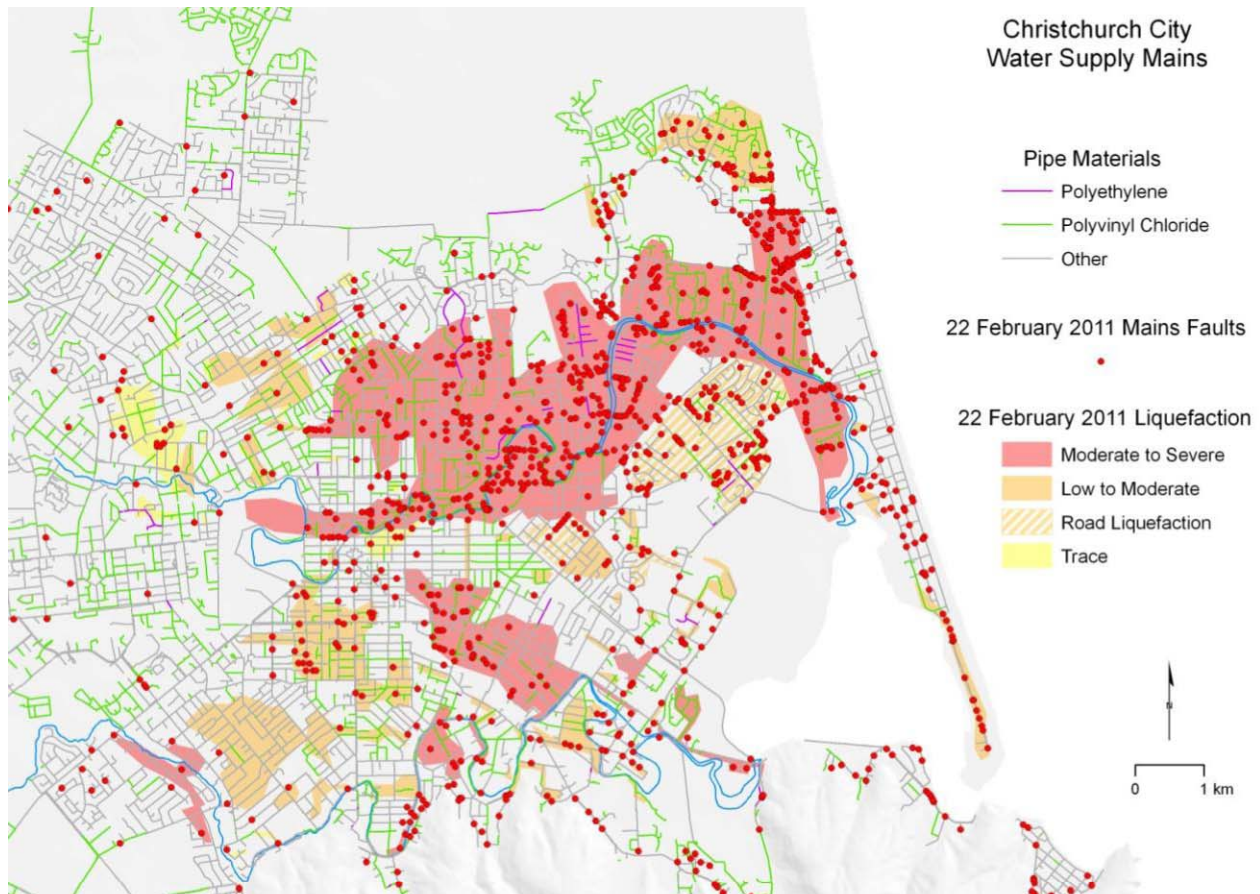 Christchurch City
Water Supply Mains
Pipe Materials
Polyethylene
Polyvinyl Chloride
Other
22 February 2011 Mains Faults
22 February 2011 Liquefaction
Moderate to Severe
Low to Moderate
Road Liquefaction
Trace
N
0 1 km